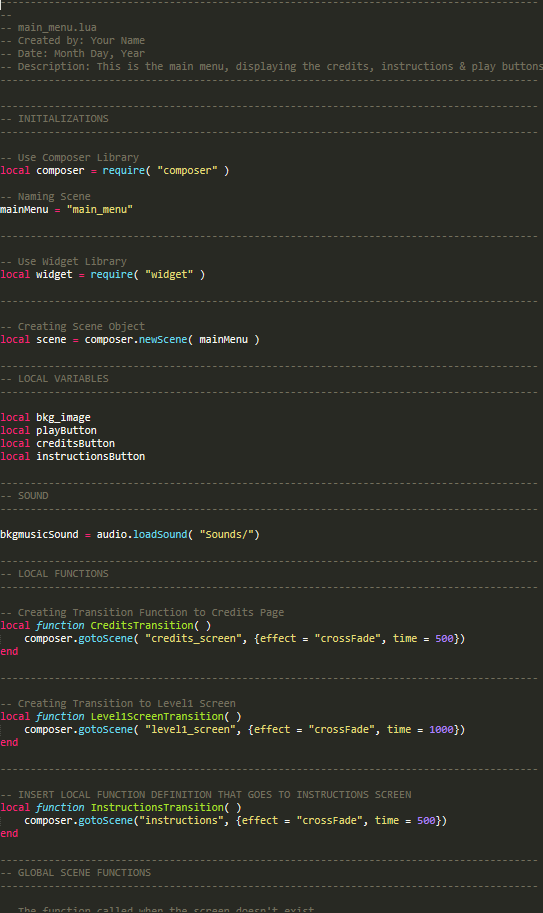 -----------------------------------------------------------------------------------------
--
-- main_menu.lua
-- Created by: Your Name
-- Date: Month Day, Year
-- Description: This is the main menu, displaying the credits, instructions & play buttons
-----------------------------------------------------------------------------------------

-----------------------------------------------------------------------------------------
-- INITIALIZATIONS
-----------------------------------------------------------------------------------------

-- Use Composer Library
local composer = require( "composer" )

-- Naming Scene
mainMenu = "main_menu"

-----------------------------------------------------------------------------------------

-- Use Widget Library
local widget = require( "widget" )

-----------------------------------------------------------------------------------------

-- Creating Scene Object
local scene = composer.newScene( mainMenu )

-----------------------------------------------------------------------------------------
-- LOCAL VARIABLES
-----------------------------------------------------------------------------------------

local bkg_image
local playButton
local creditsButton
local instructionsButton

-----------------------------------------------------------------------------------------
-- SOUND
-----------------------------------------------------------------------------------------

bkgmusicSound = audio.loadSound( "Sounds/")

-----------------------------------------------------------------------------------------
-- LOCAL FUNCTIONS
-----------------------------------------------------------------------------------------

-- Creating Transition Function to Credits Page
local function CreditsTransition( )
    composer.gotoScene( "credits_screen", {effect = "crossFade", time = 500})
end

-----------------------------------------------------------------------------------------

-- Creating Transition to Level1 Screen
local function Level1ScreenTransition( )
    composer.gotoScene( "level1_screen", {effect = "crossFade", time = 1000})
end

-----------------------------------------------------------------------------------------

-- INSERT LOCAL FUNCTION DEFINITION THAT GOES TO INSTRUCTIONS SCREEN
local function InstructionsTransition( )
    composer.gotoScene("instructions", {effect = "crossFade", time = 500})
end

-----------------------------------------------------------------------------------------
-- GLOBAL SCENE FUNCTIONS
-----------------------------------------------------------------------------------------

The function called when the screen doesn't exist